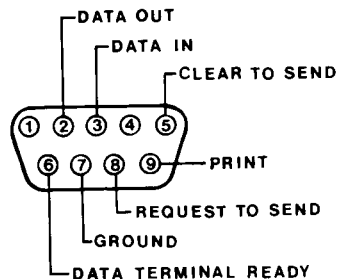 DATA OUT
DATA IN
CLEAR TO SEND
1 2 3 4 5
6 7 8 9
PRINT
REQUEST TO SEND
GROUND
DATA TERMINAL READY